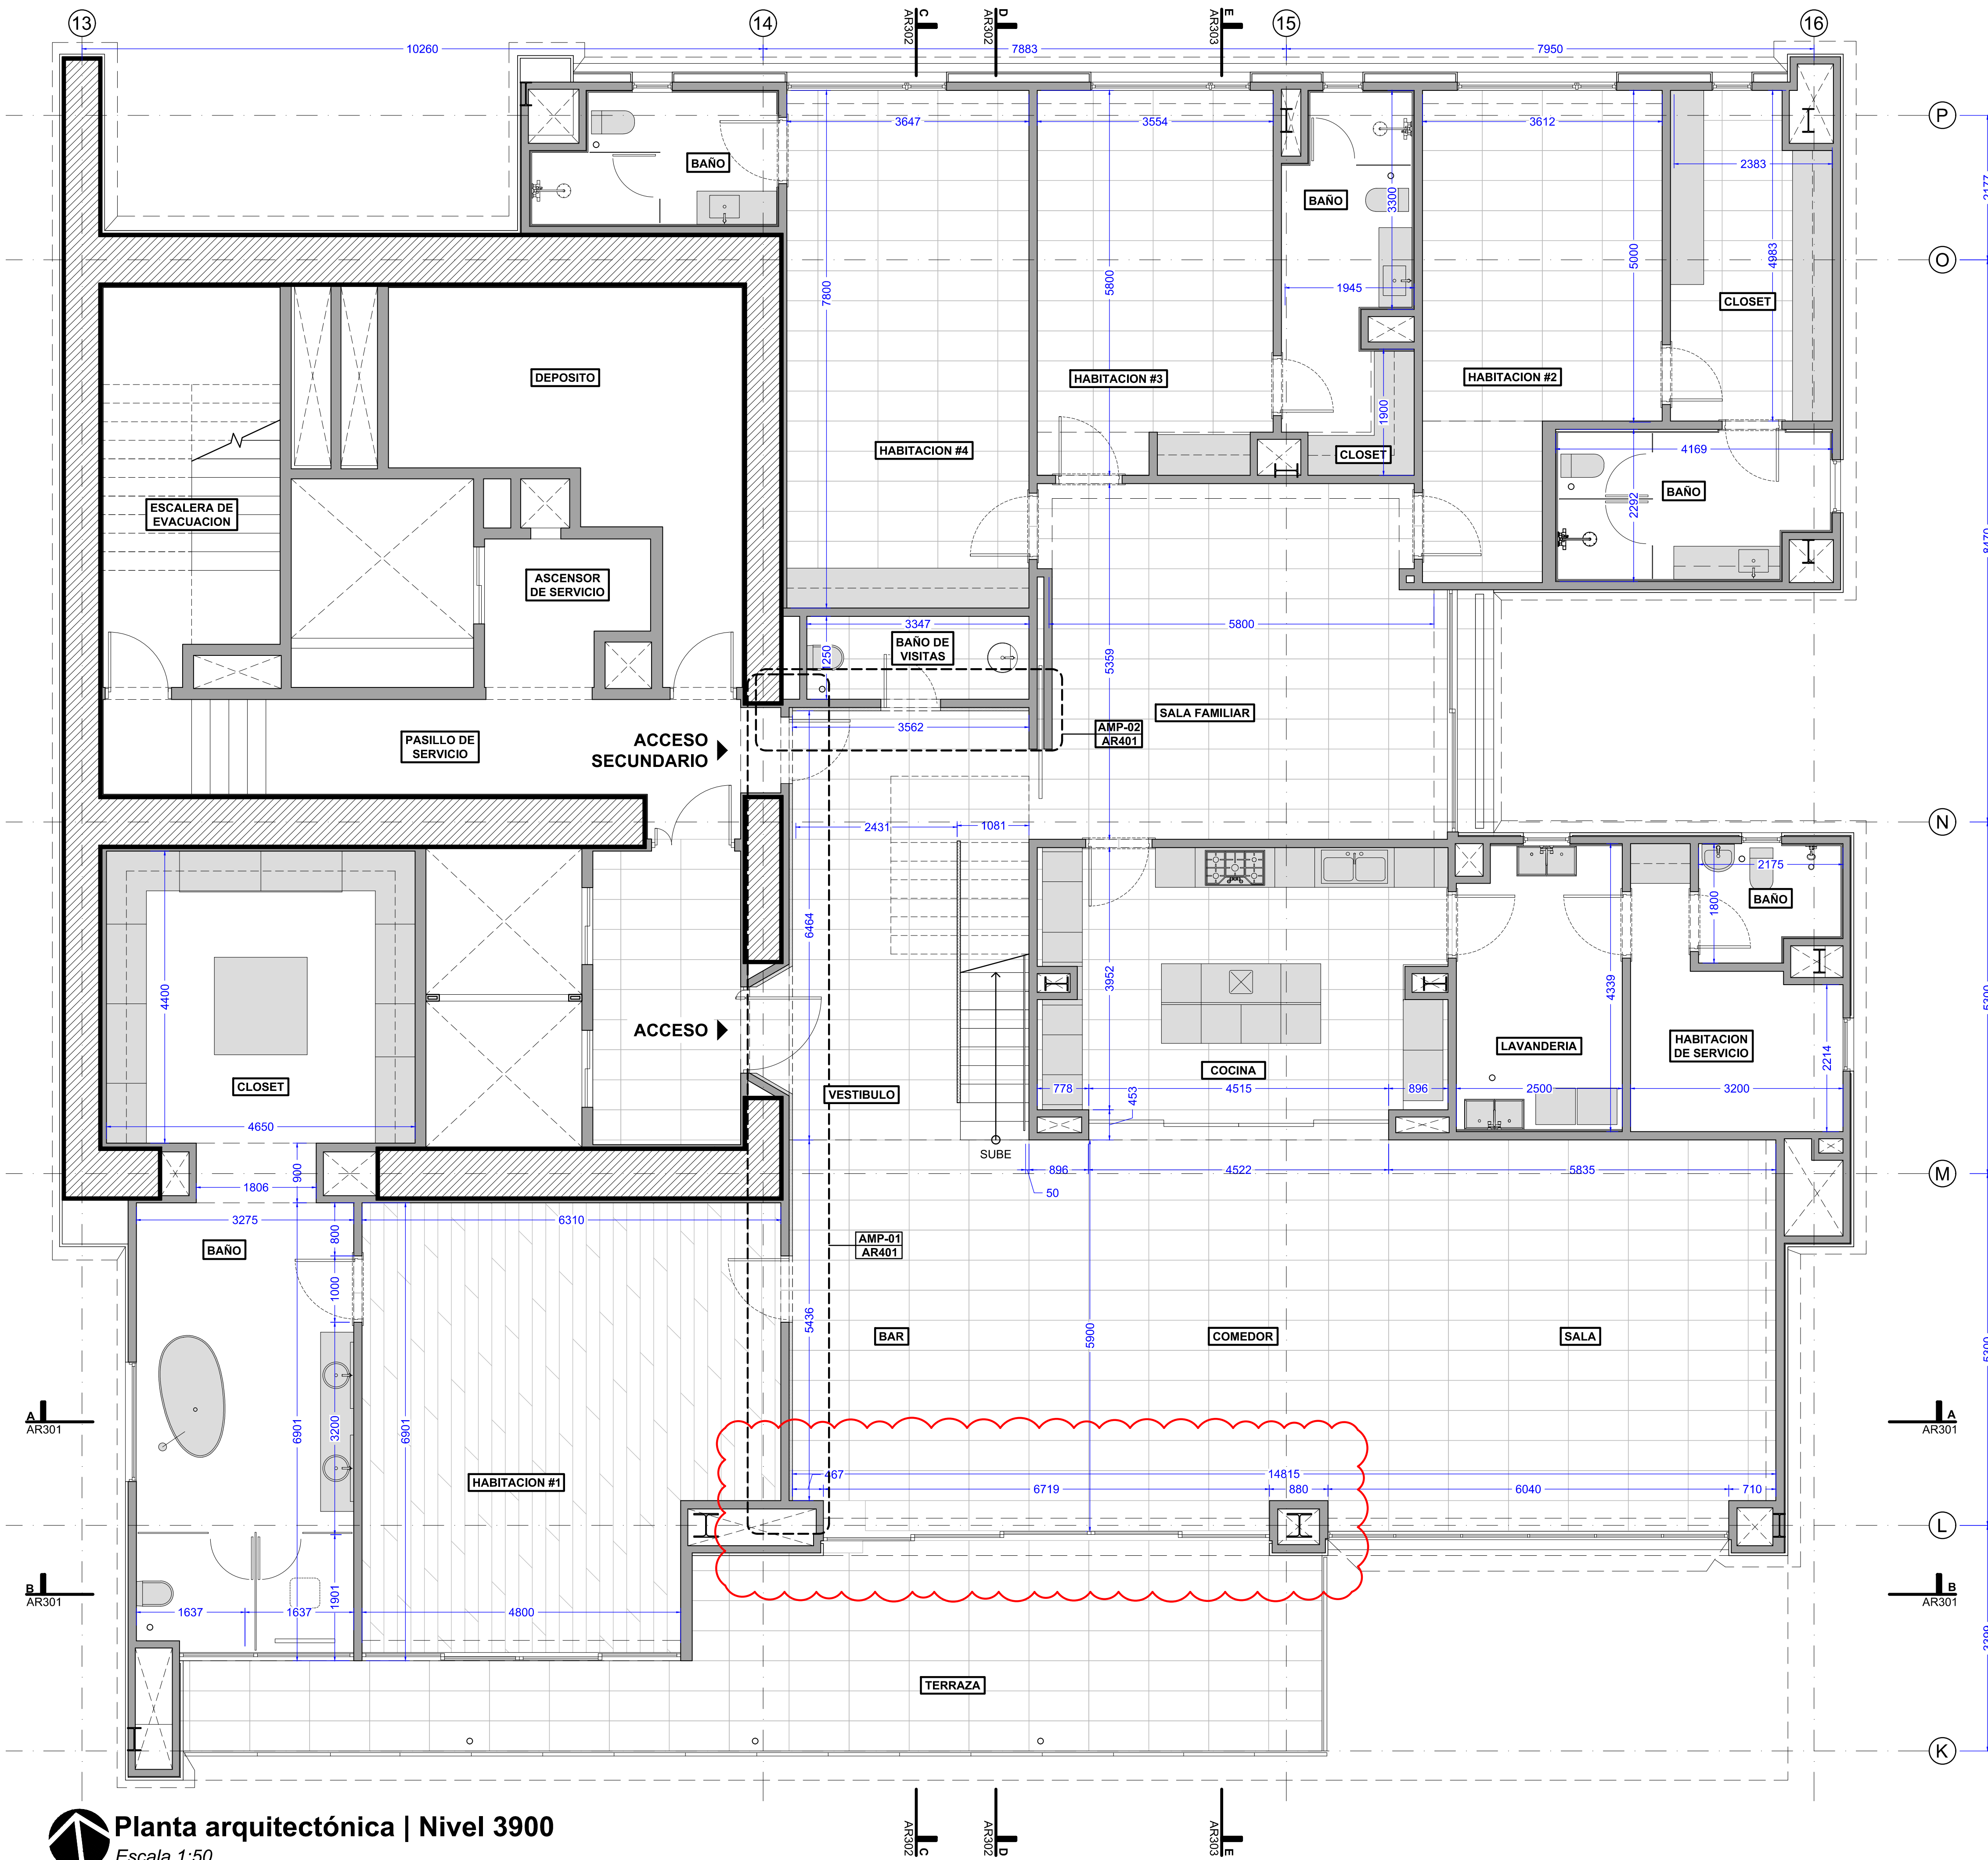 13
14
15
16
C
AR302
D
AR302
E
AR303
10260
7883
7950
P
3647
3554
3612
2383
BAÑO
BAÑO
3300
2177
O
7800
5800
1945
5000
4983
CLOSET
DEPOSITO
HABITACION #3
HABITACION #2
1900
HABITACION #4
CLOSET
4169
BAÑO
2292
ESCALERA DE
EVACUACION
8470
ASCENSOR
DE SERVICIO
3347
5800
BAÑO DE
VISITAS
1250
5359
SALA FAMILIAR
3562
AMP-02
AR401
PASILLO DE
SERVICIO
ACCESO
SECUNDARIO
N
2431
1081
2175
BAÑO
1800
6464
3952
4339
4400
5300
ACCESO
LAVANDERIA
HABITACION
DE SERVICIO
2214
COCINA
CLOSET
VESTIBULO
778
4515
896
2500
3200
453
4650
SUBE
900
896
4522
5835
M
1806
50
3275
800
6310
AMP-01
AR401
BAÑO
1000
5436
5900
BAR
COMEDOR
SALA
5300
A
AR301
A
AR301
6901
3200
6901
HABITACION #1
467
14815
6719
880
6040
710
L
B
AR301
B
AR301
1901
1637
1637
4800
3399
TERRAZA
K
Planta arquitectónica | Nivel 3900
Escala 1:50
AR302
C
AR302
D
AR303
E